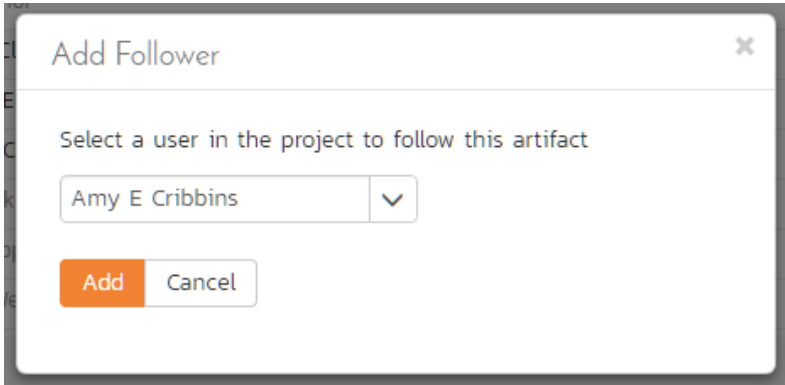 Add Follower
Select a user in the project to follow this artifact
Amy E Cribbins
Add Cancel